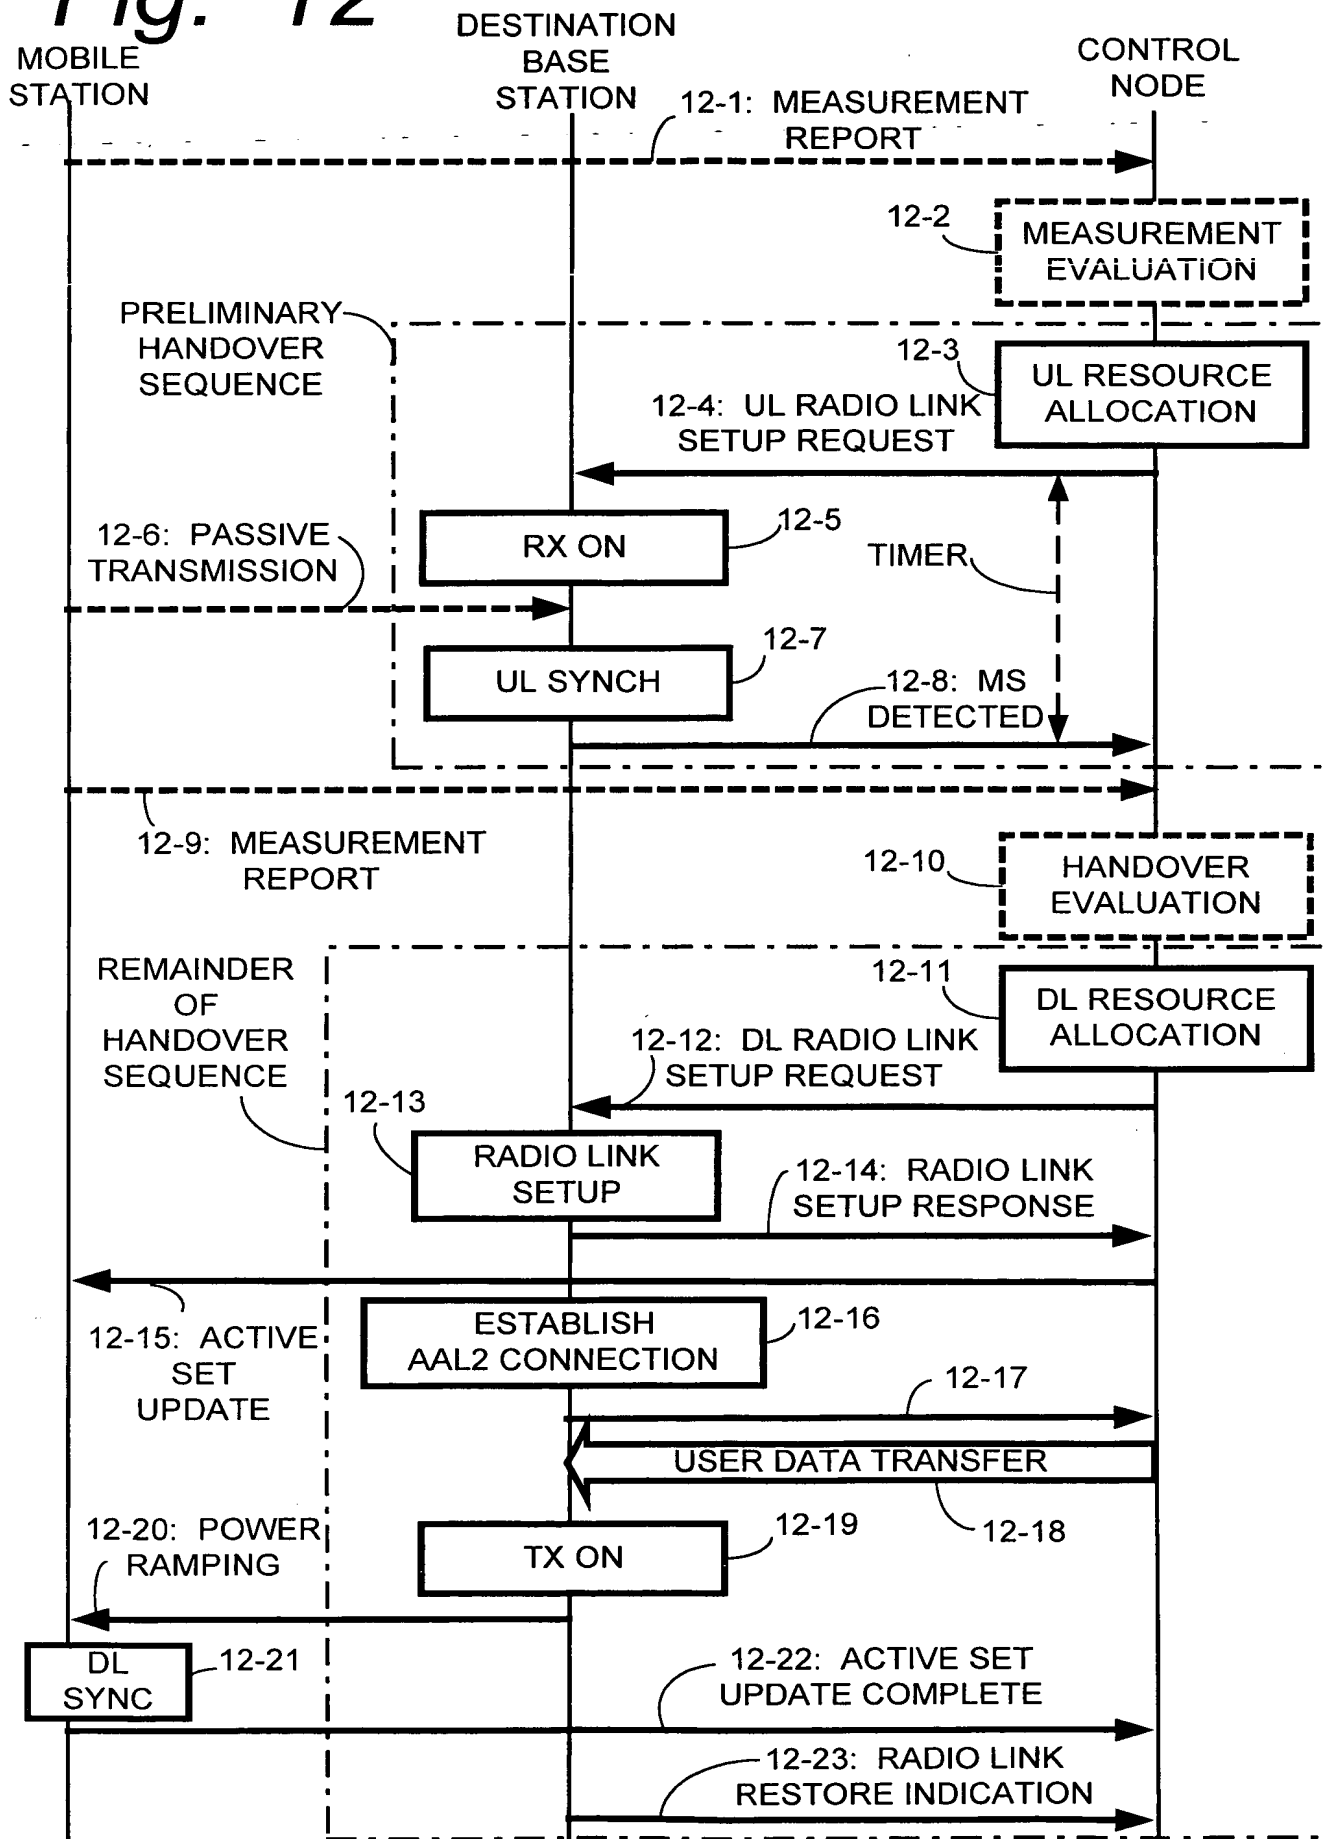 Fig. 12
MOBILE
STATION
DESTINATION
BASE
STATION
CONTROL
NODE
12-1: MEASUREMENT
REPORT
12-2
MEASUREMENT
EVALUATION
PRELIMINARY
HANDOVER
SEQUENCE
12-3
UL RESOURCE
ALLOCATION
12-4: UL RADIO LINK
SETUP REQUEST
12-5
RX ON
12-6: PASSIVE
TRANSMISSION
TIMER
12-7
UL SYNCH
12-8: MS
DETECTED
12-9: MEASUREMENT
REPORT
12-10
HANDOVER
EVALUATION
REMAINDER
OF
HANDOVER
SEQUENCE
12-11
DL RESOURCE
ALLOCATION
12-12: DL RADIO LINK
SETUP REQUEST
12-13
RADIO LINK
SETUP
12-14: RADIO LINK
SETUP RESPONSE
12-15: ACTIVE
SET
UPDATE
ESTABLISH
AAL2 CONNECTION
12-16
12-17
USER DATA TRANSFER
12-18
12-19
TX ON
12-20: POWER
RAMPING
DL
SYNC
12-21
12-22: ACTIVE SET
UPDATE COMPLETE
12-23: RADIO LINK
RESTORE INDICATION